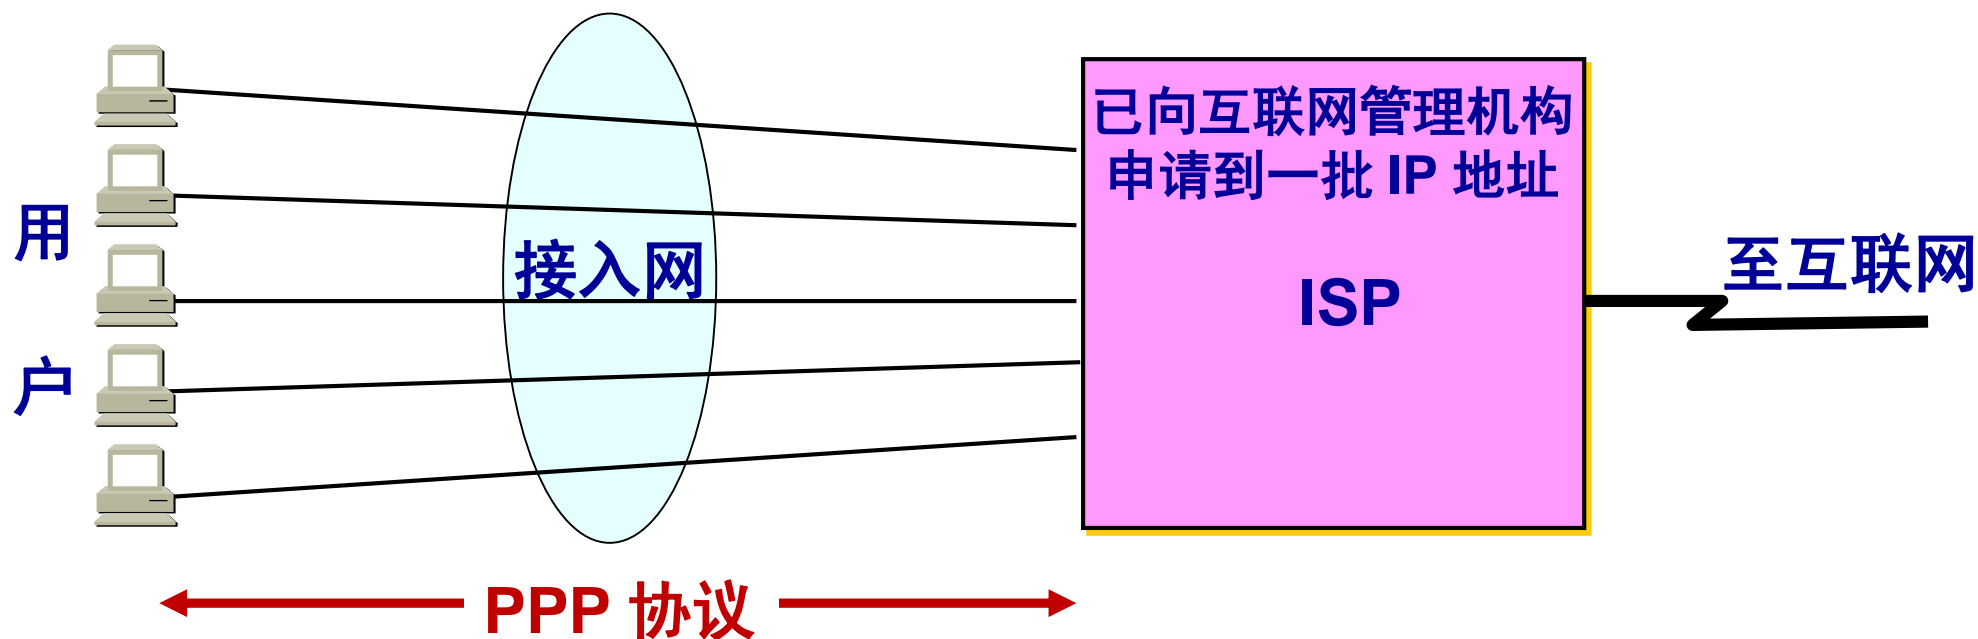 已向互联网管理机构
申请到一批 IP 地址
用
户
接入网
ISP
至互联网
PPP 协议